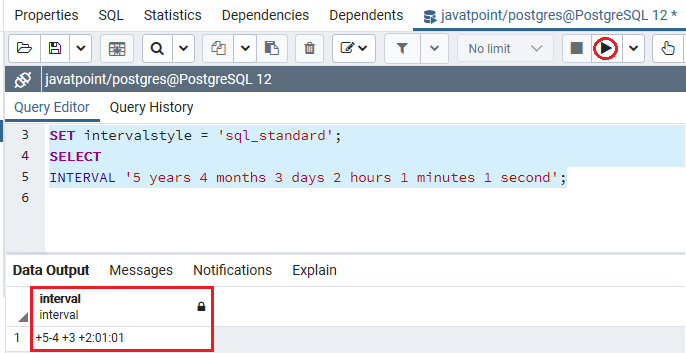 Properties SQL Statistics Dependencies Dependents javatpoint/postgres@PostgreSQL 12 *
No limit
javatpoint/postgres@PostgreSQL 12
Query Editor Query History
3 SET intervalstyle = 'sql_standard';
4 SELECT
5 INTERVAL '5 years 4 months 3 days 2 hours 1 minutes 1 second';
6
Data Output Messages Notifications Explain
interval
interval
1 +5-4 +3 +2:01:01